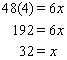 48(4) = 6x
192 = 6x
32 = x